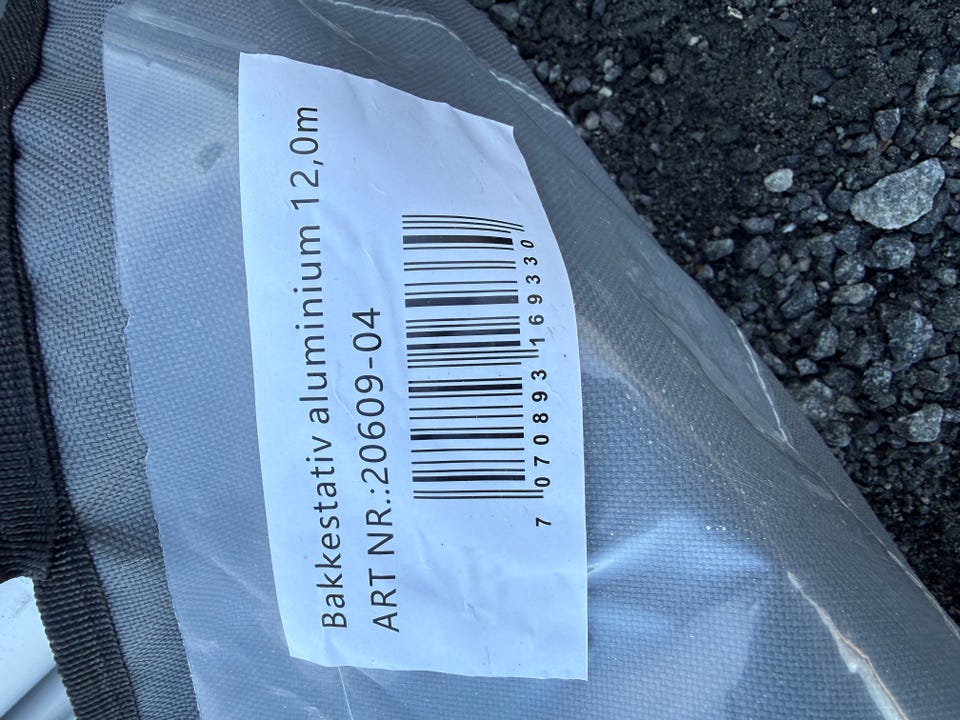 Bakkestativ aluminium 12,0m
ART NR.:20609-04
7 070893 169330